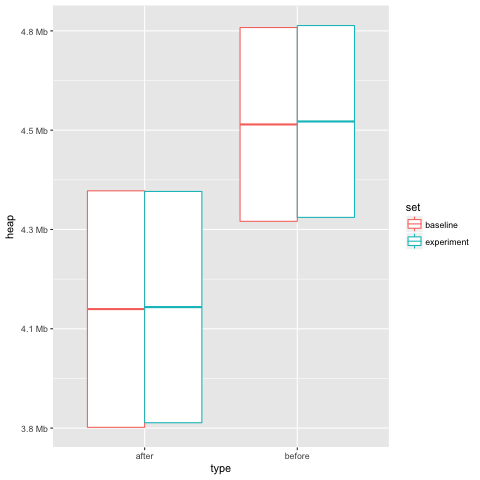 4.8 Mb
4.5 Mb
4.3 Mb
4.1 Mb
3.8 Mb
heap
after before
type
set
baseline
experiment